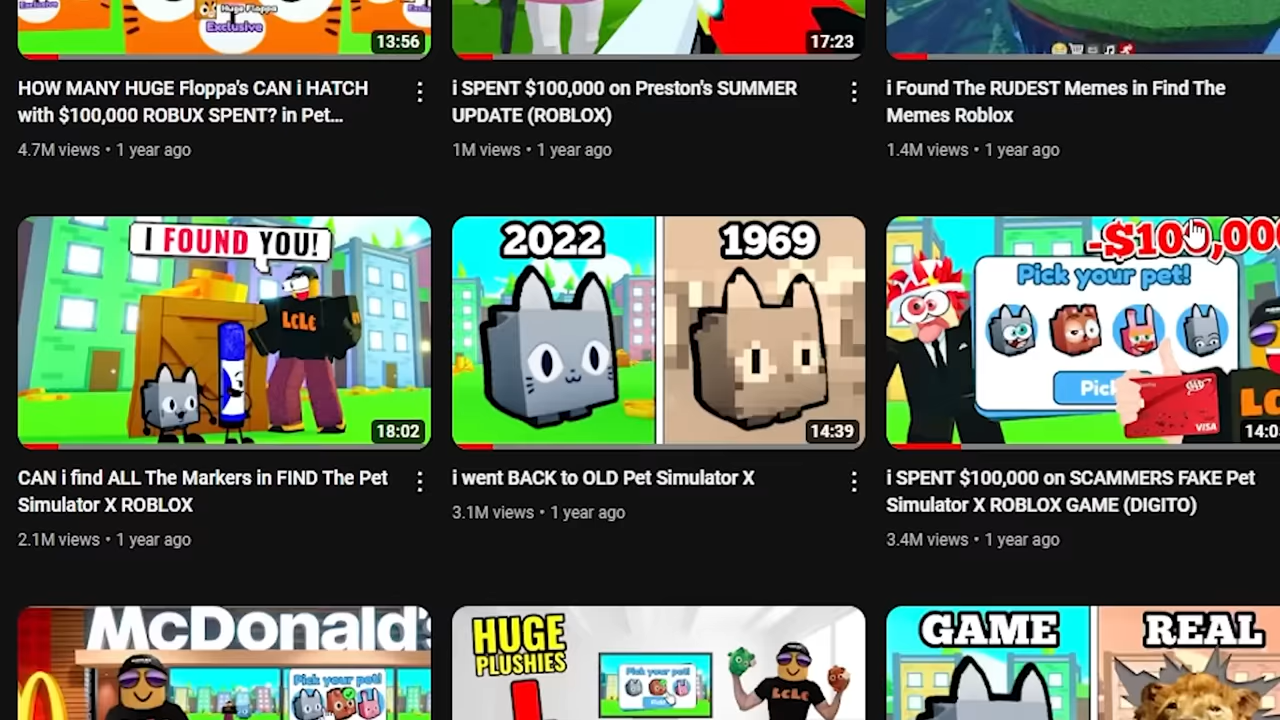 Exclusive
Huge Floppa
Exclusive
13:56
17:23
HOW MANY HUGE Floppa's CAN i HATCH
with $100,000 ROBUX SPENT? in Pet...
4.7M views • 1 year ago
i SPENT $100,000 on Preston's SUMMER
UPDATE (ROBLOX)
1M views • 1 year ago
i Found The RUDEST Memes in Find The
Memes Roblox
1.4M views • 1 year ago
I FOUND YOU!
LCLC
18:02
2022
1969
14:39
Pick your pet!
VISA
CAN i find ALL The Markers in FIND The Pet
Simulator X ROBLOX
2.1M views • 1 year ago
i went BACK to OLD Pet Simulator X
3.1M views • 1 year ago
i SPENT $100,000 on SCAMMERS FAKE Pet
Simulator X ROBLOX GAME (DIGITO)
3.4M views • 1 year ago
McDonald's
Pick your pet!
HUGE
PLUSHIES
Pick your pet!
LCLC
GAME
REAL